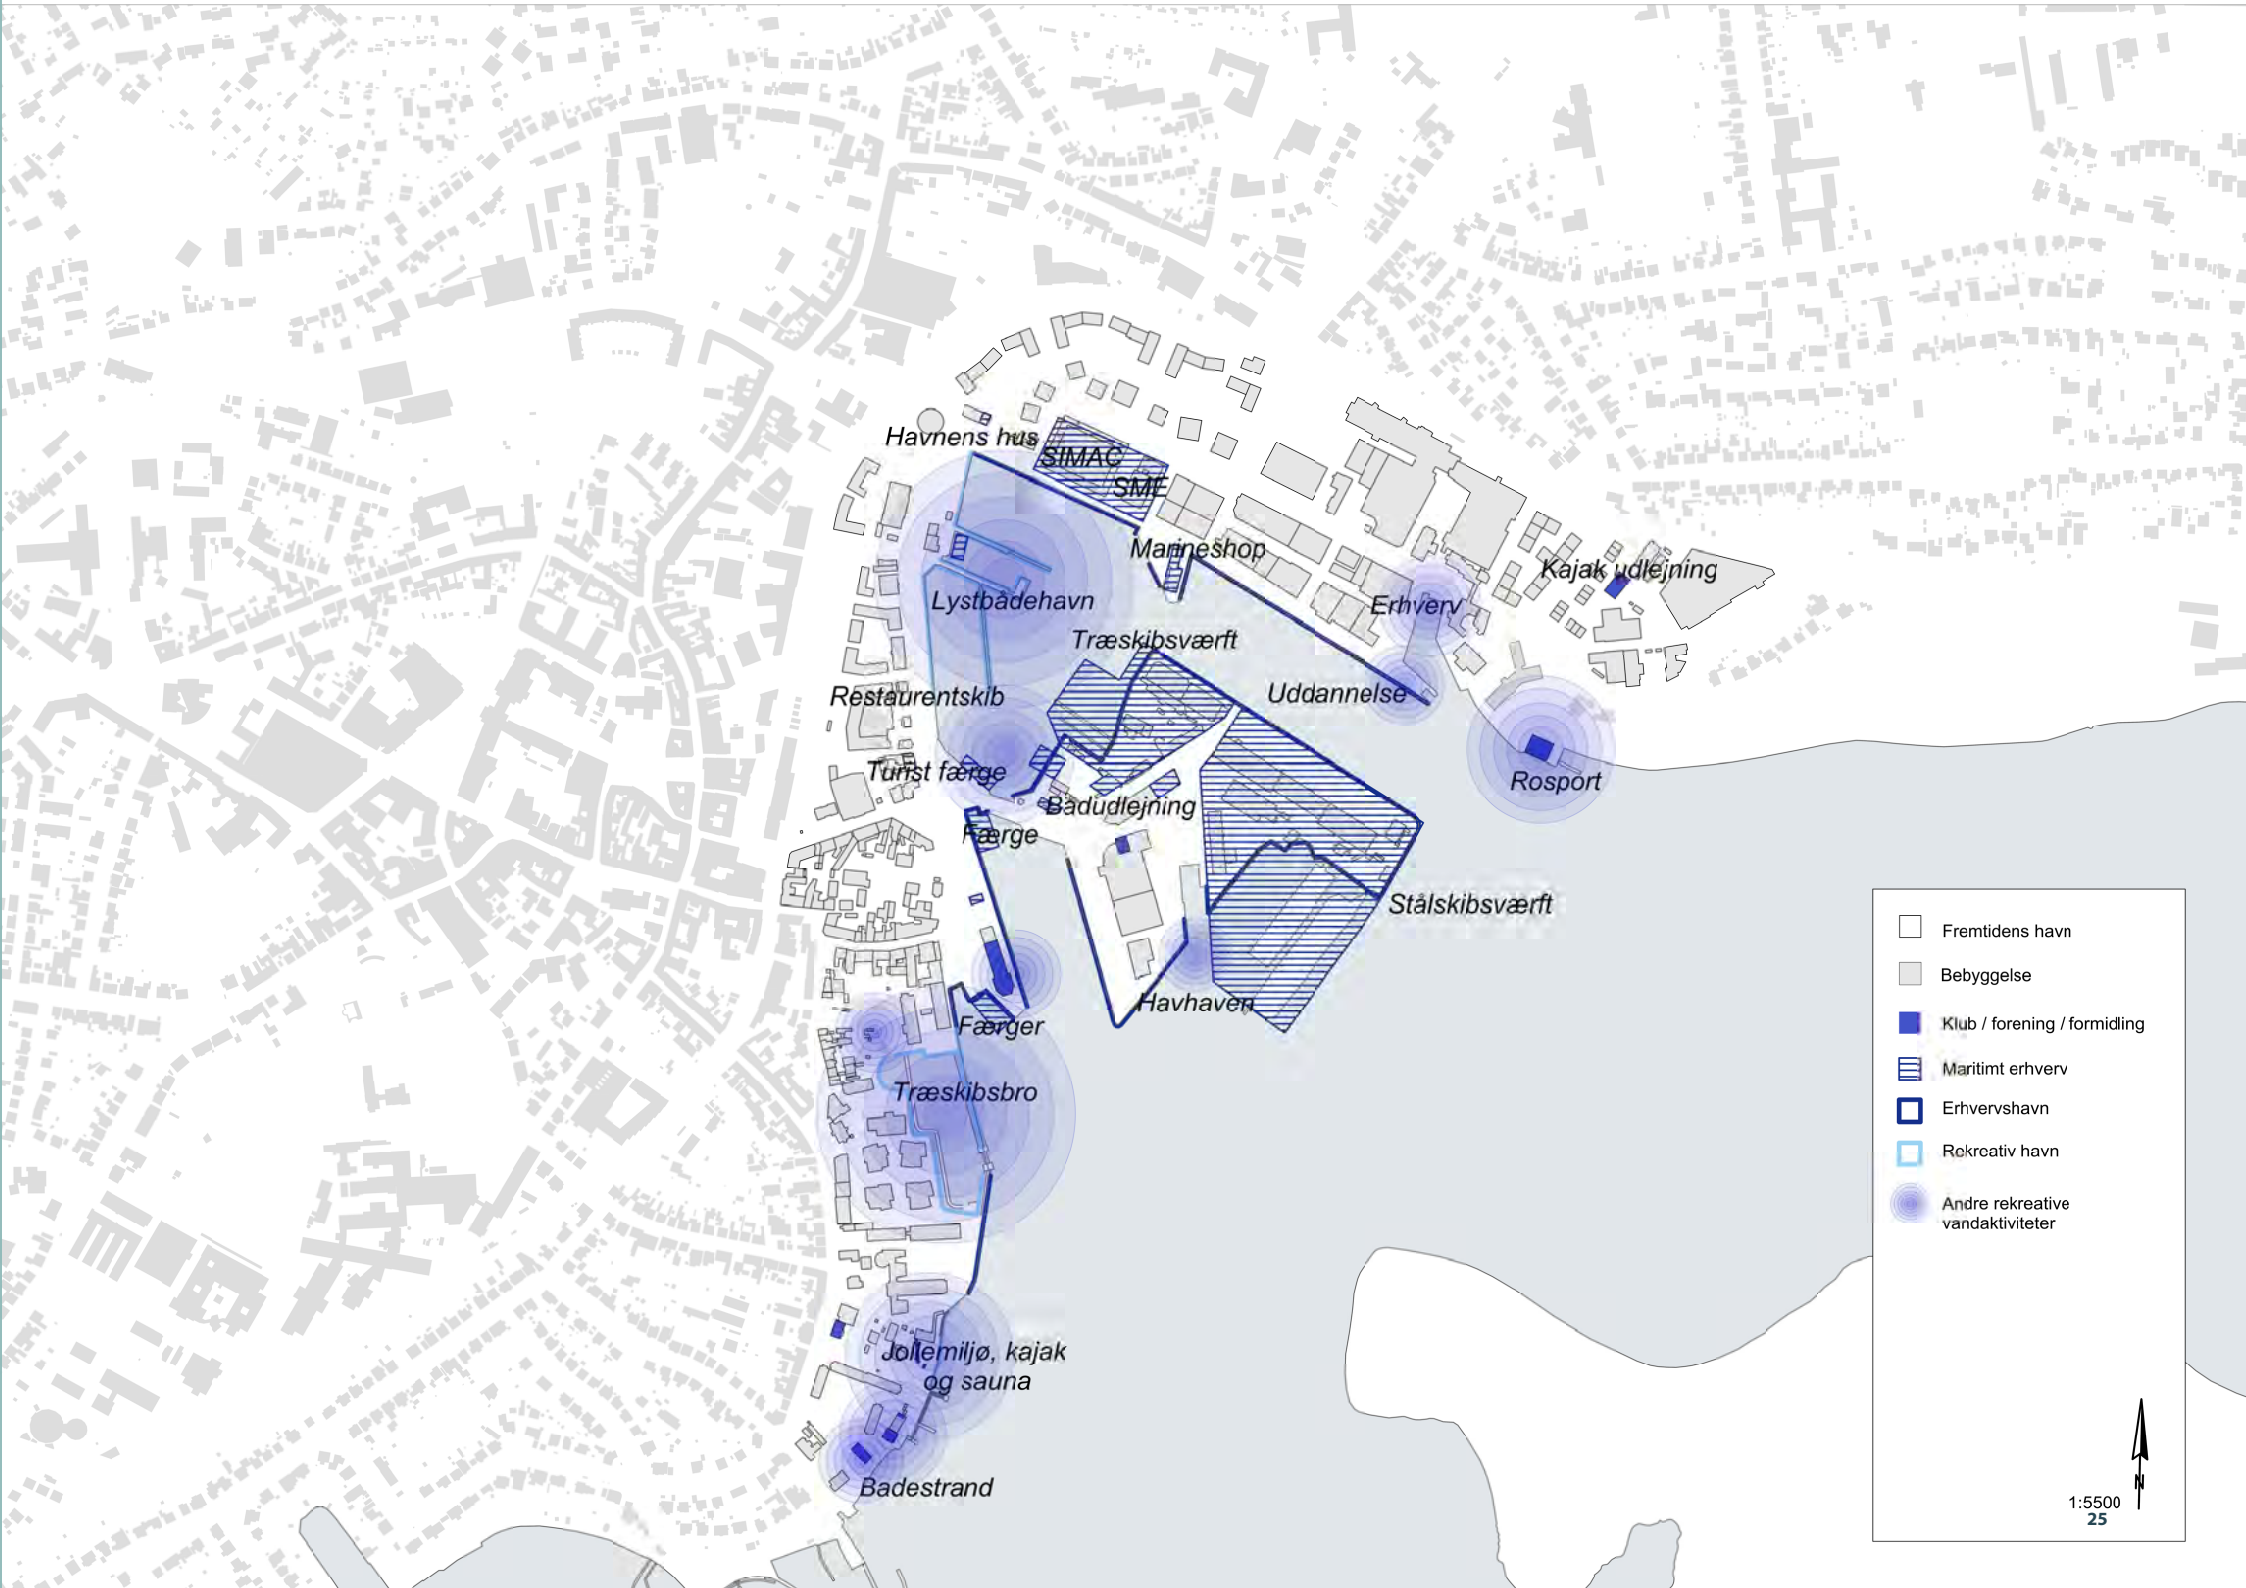 Havnens hus
SIMAC
SME
Marineshop
Kajak udlejning
Lystbådehavn
Erhverv
Træskibsværft
Restaurentskib
Uddannelse
Turist færge
Rosport
Bådudlejning
Færge
Stålskibsværft
Havhaven
Færger
Træskibsbro
Jollemiljø, kajak
og sauna
Badestrand
Fremtidens havn
Bebyggelse
Klub / forening / formidling
Maritimt erhverv
Erhvervshavn
Rekreativ havn
Andre rekreative
vandaktiviteter
N
1:5500
25